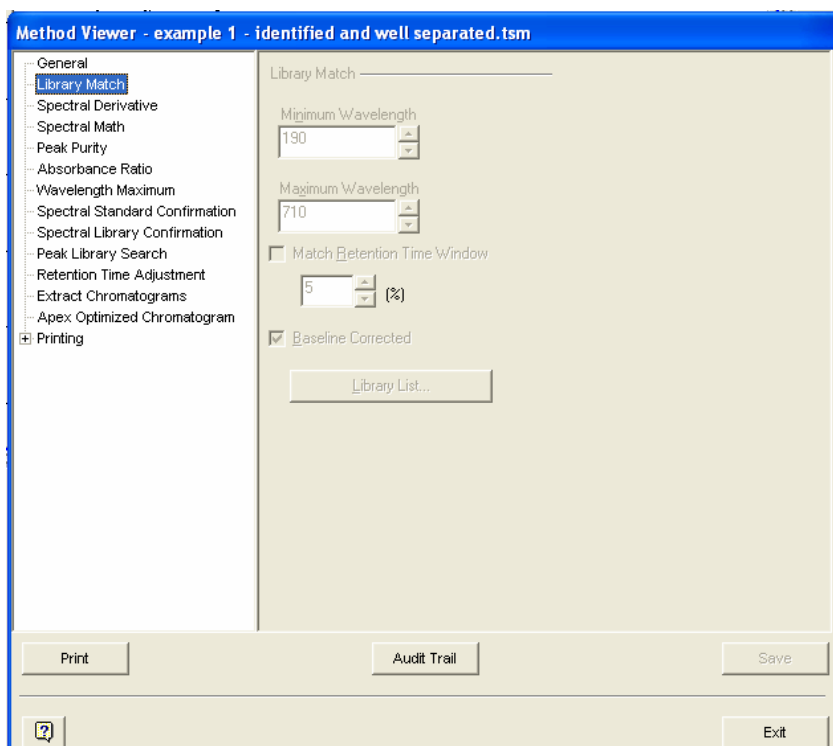 Method Viewer - example 1 - identified and well separated.tsm
General
Library Match
Spectral Derivative
Spectral Math
Peak Purity
Absorbance Ratio
Wavelength Maximum
Spectral Standard Confirmation
Spectral Library Confirmation
Peak Library Search
Retention Time Adjustment
Extract Chromatograms
Apex Optimized Chromatogram
Printing
Library Match
Minimum Wavelength
190
Maximum Wavelength
710
Match Retention Time Window
5 (%)
Baseline Corrected
Library List...
Print
Audit Trail
Save
?
Exit